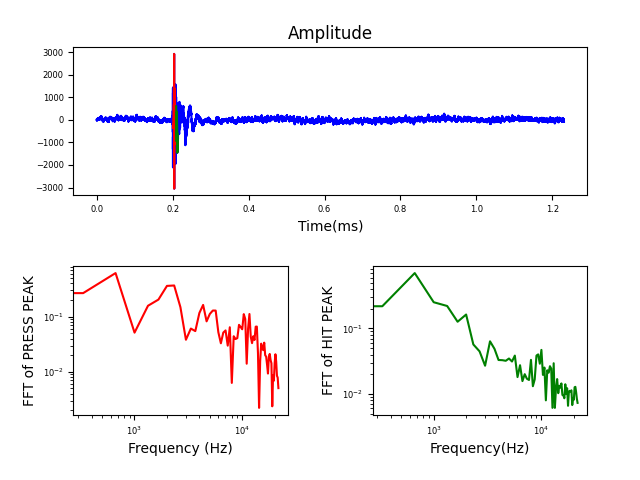 Amplitude
3000
2000
1000
0
−1000
−2000
−3000
0.0 0.2 0.4 0.6 0.8 1.0 1.2
Time(ms)
FFT of PRESS PEAK
10⁻¹
10⁻²
10³ 10⁴
Frequency (Hz)
FFT of HIT PEAK
10⁻¹
10⁻²
10³ 10⁴
Frequency(Hz)